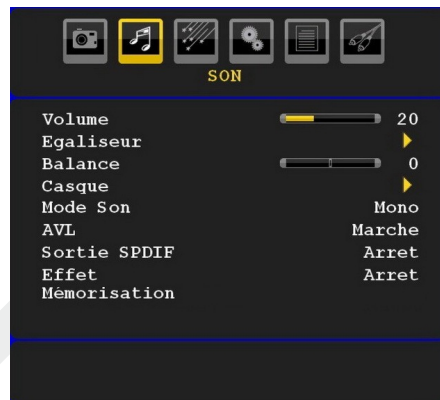 SON
Volume 20
Egaliseur
Balance 0
Casque
Mode Son Mono
AVL Marche
Sortie SPDIF Arret
Effet Arret
Mémorisation